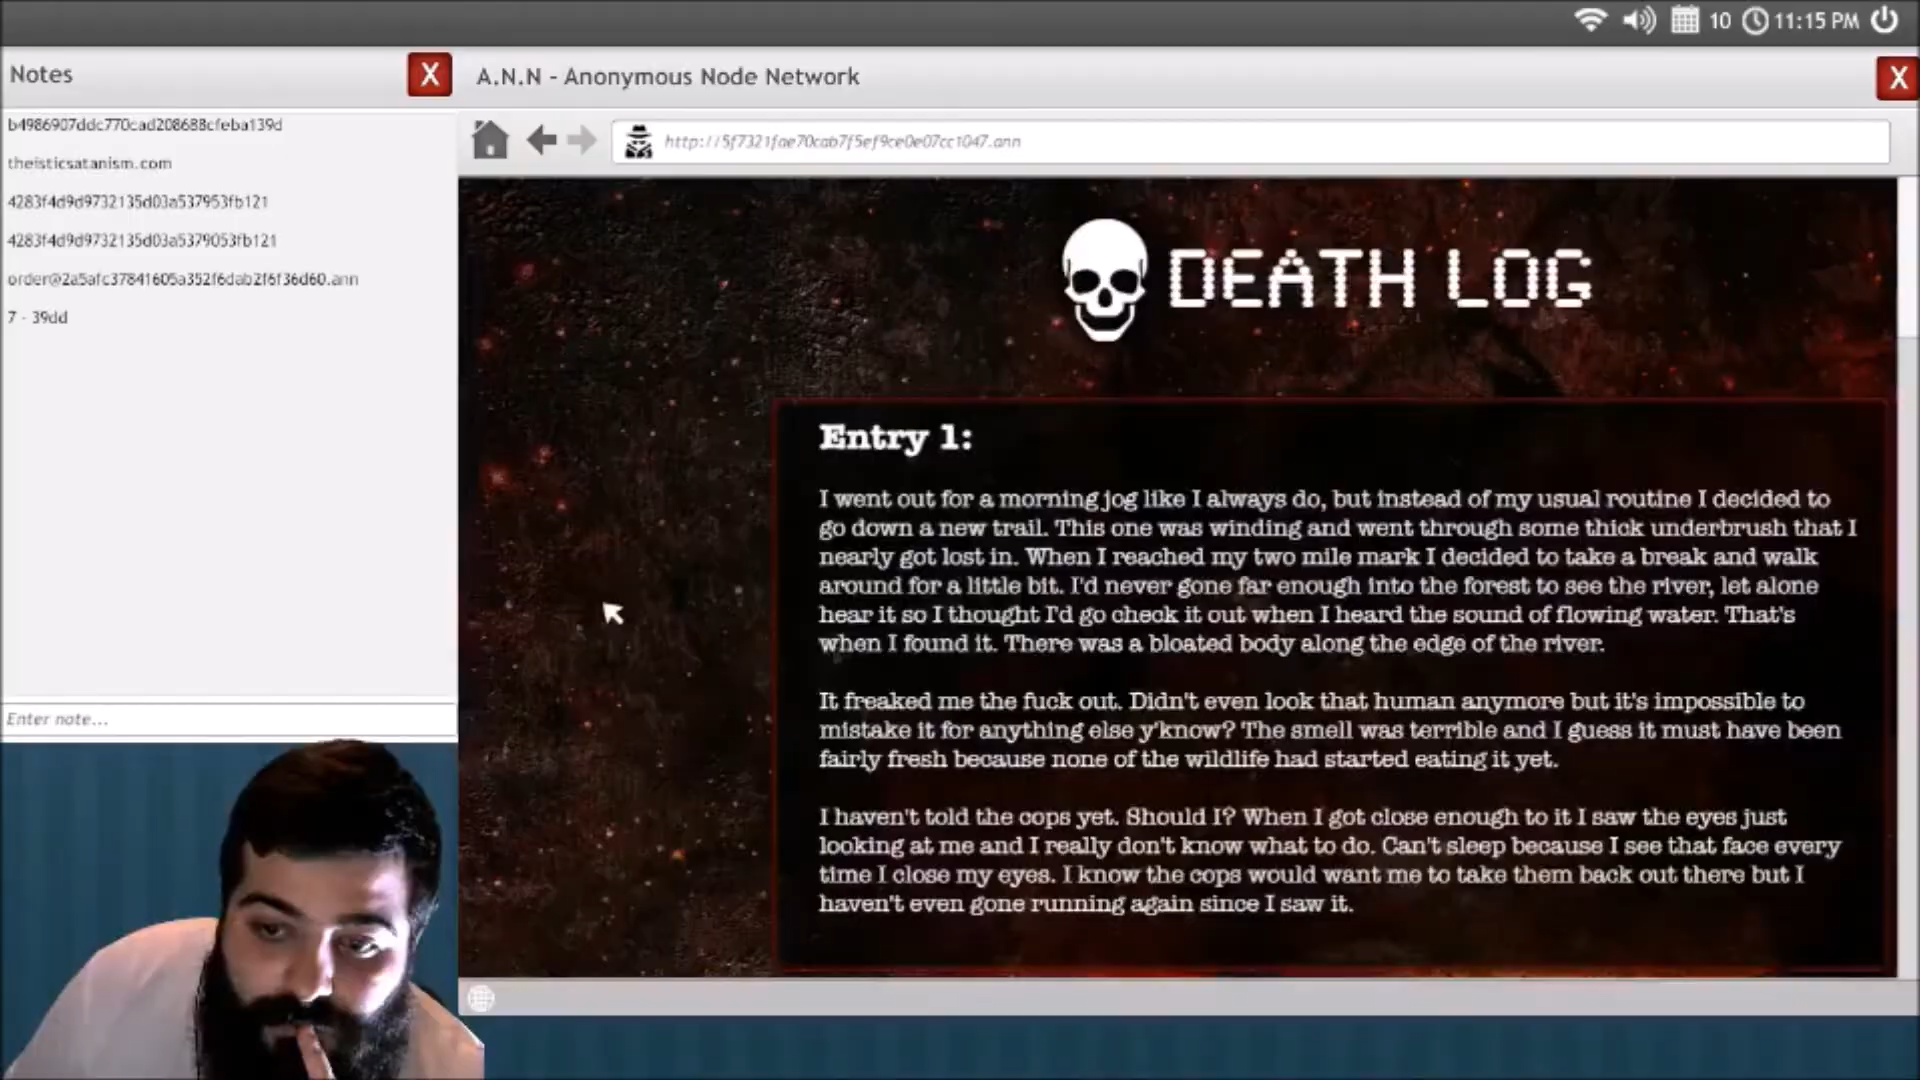 10 11:15 PM
Notes X
A.N.N - Anonymous Node Network X
b4986907ddc770cad208688cfeba139d
theisticsatanism.com
4283f4d9d9732135d03a537953fb121
4283f4d9d9732135d03a5379053fb121
order@2a5afc37841605a352f6dab2f6f36d60.ann
7 - 39dd
Enter note...
http://5f7321fae70cab7f5ef9ce0e07cc1047.ann
DEATH LOG
Entry 1:
I went out for a morning jog like I always do, but instead of my usual routine I decided to
go down a new trail. This one was winding and went through some thick underbrush that I
nearly got lost in. When I reached my two mile mark I decided to take a break and walk
around for a little bit. I'd never gone far enough into the forest to see the river, let alone
hear it so I thought I'd go check it out when I heard the sound of flowing water. That's
when I found it. There was a bloated body along the edge of the river.
It freaked me the fuck out. Didn't even look that human anymore but it's impossible to
mistake it for anything else y'know? The smell was terrible and I guess it must have been
fairly fresh because none of the wildlife had started eating it yet.
I haven't told the cops yet. Should I? When I got close enough to it I saw the eyes just
looking at me and I really don't know what to do. Can't sleep because I see that face every
time I close my eyes. I know the cops would want me to take them back out there but I
haven't even gone running again since I saw it.